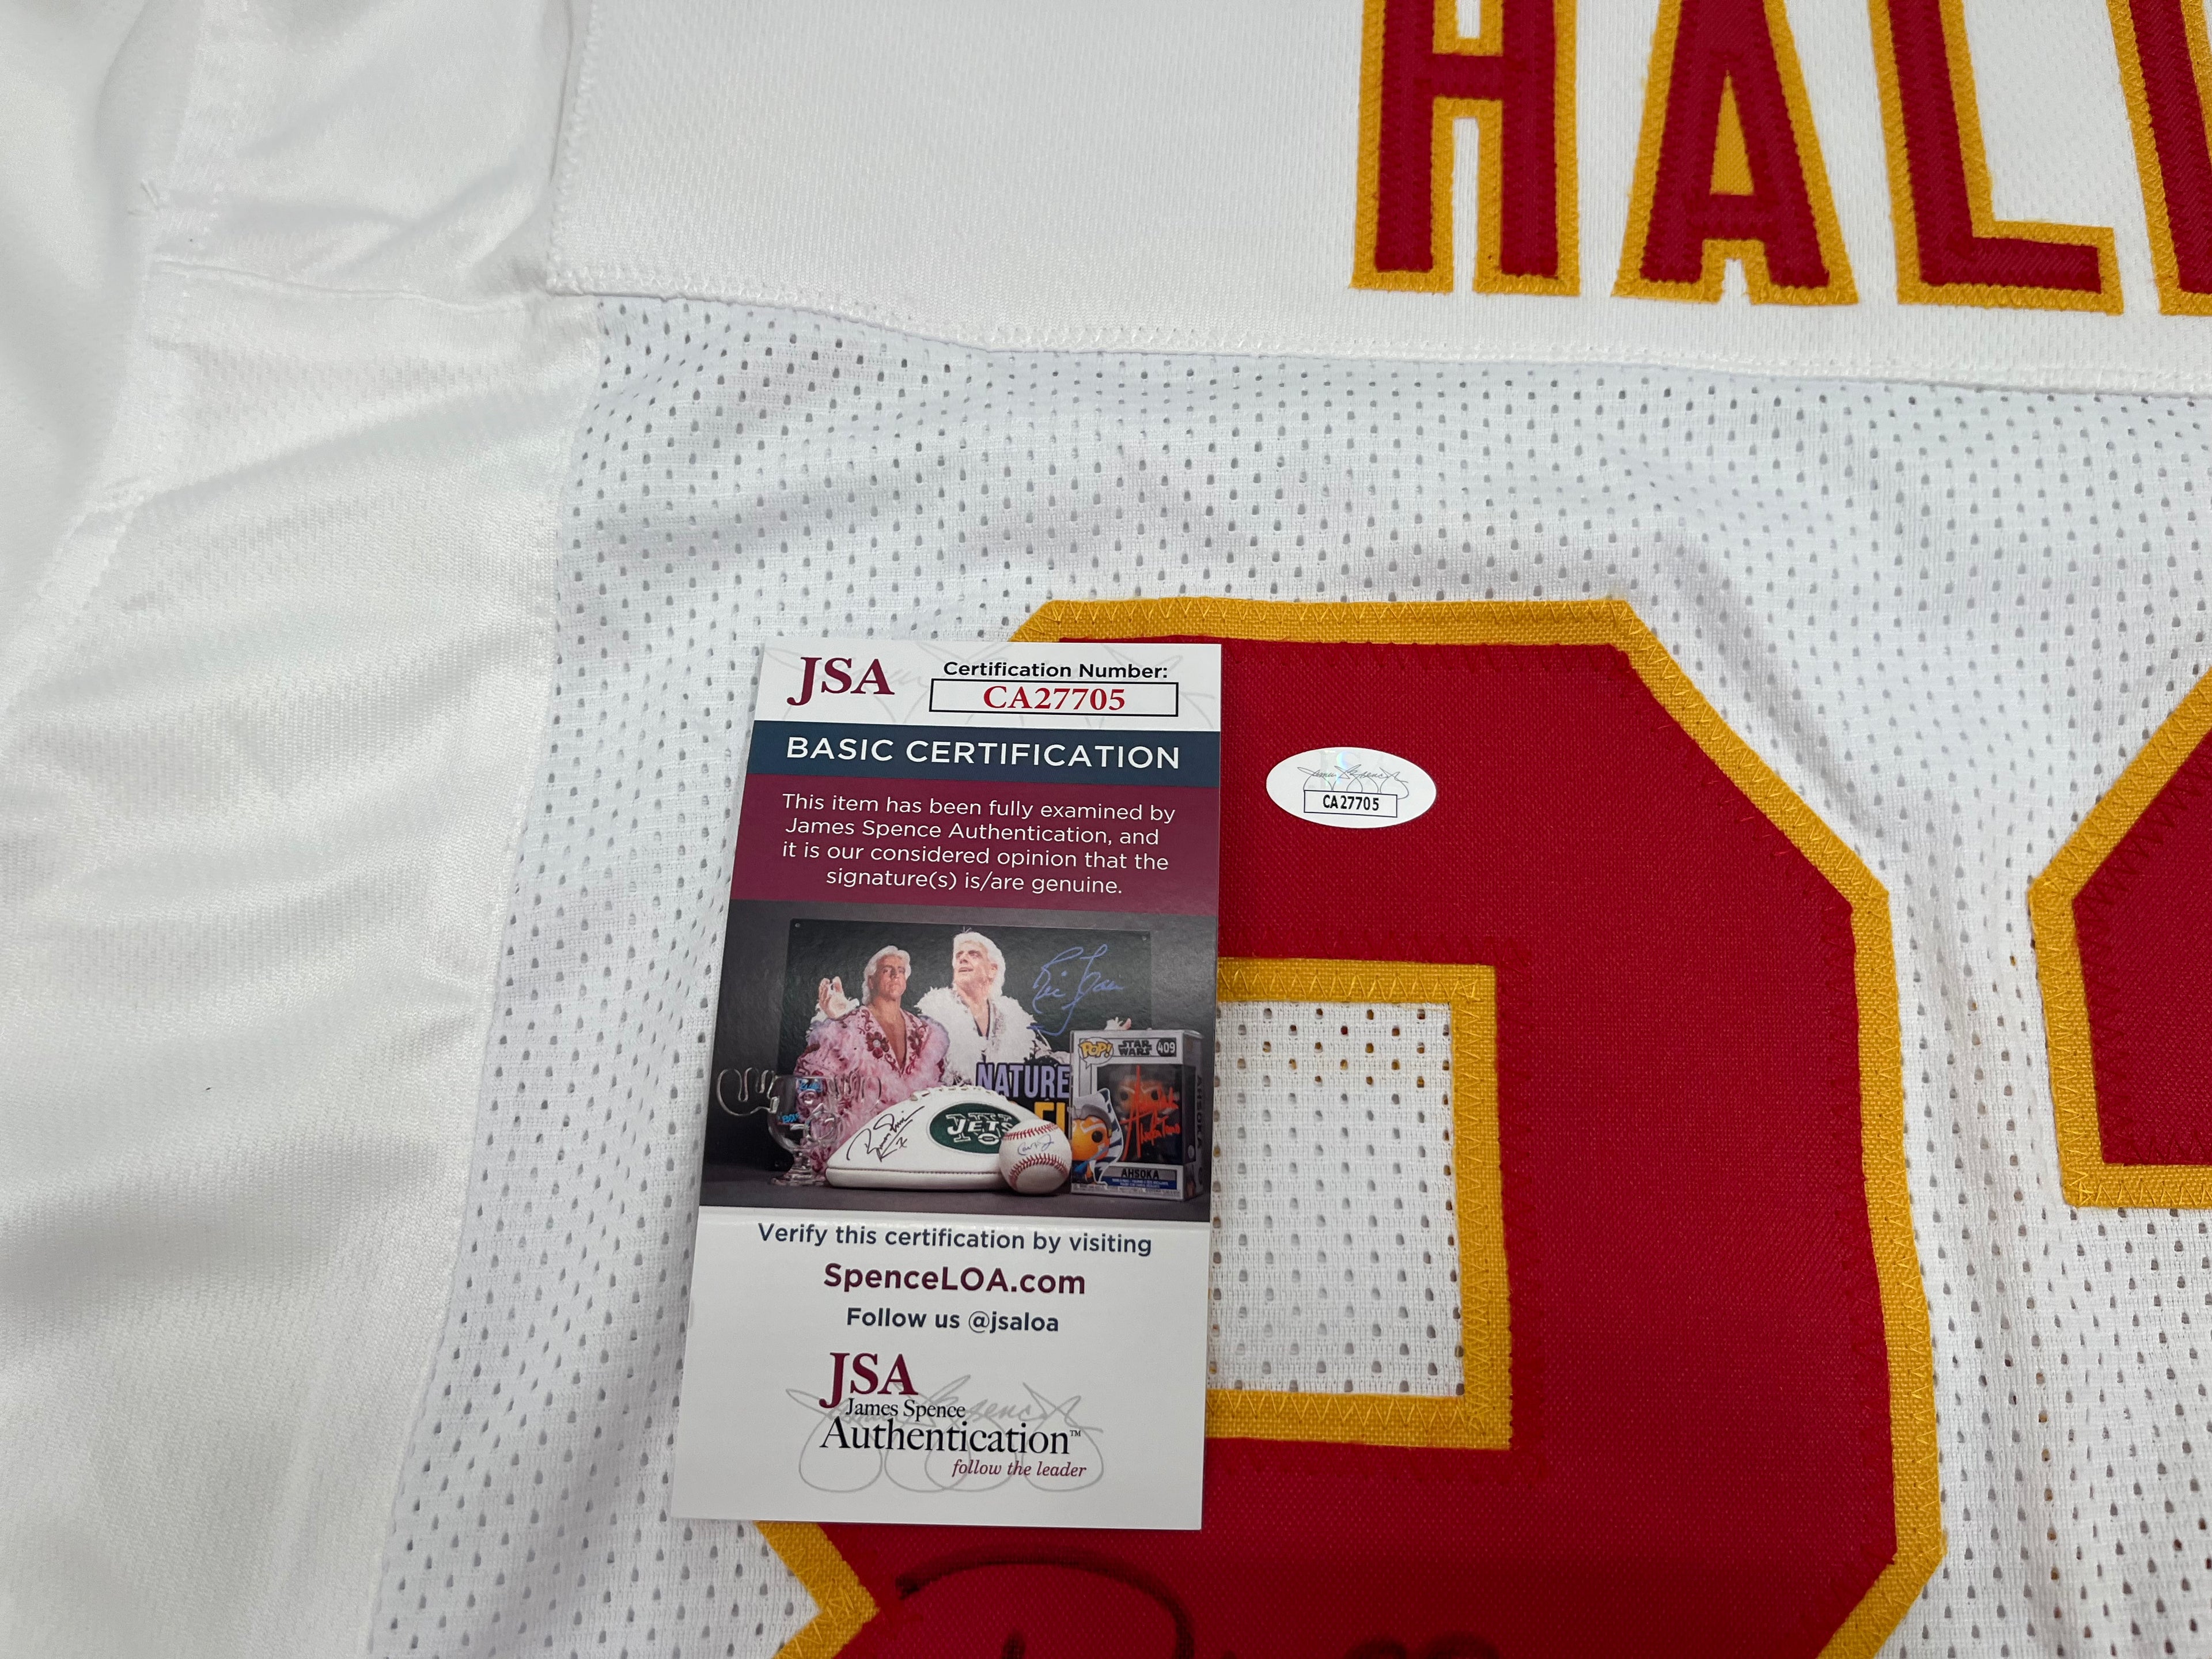 HAL
JSA
Certification Number:
CA27705
BASIC CERTIFICATION
This item has been fully examined by
James Spence Authentication, and
it is our considered opinion that the
signature(s) is/are genuine.
CA27705
NATURE
JETS
POP!
STAR
WARS
409
AHSOKA
Verify this certification by visiting
SpenceLOA.com
Follow us @jsaloa
JSA
James Spence
Authentication™
follow the leader